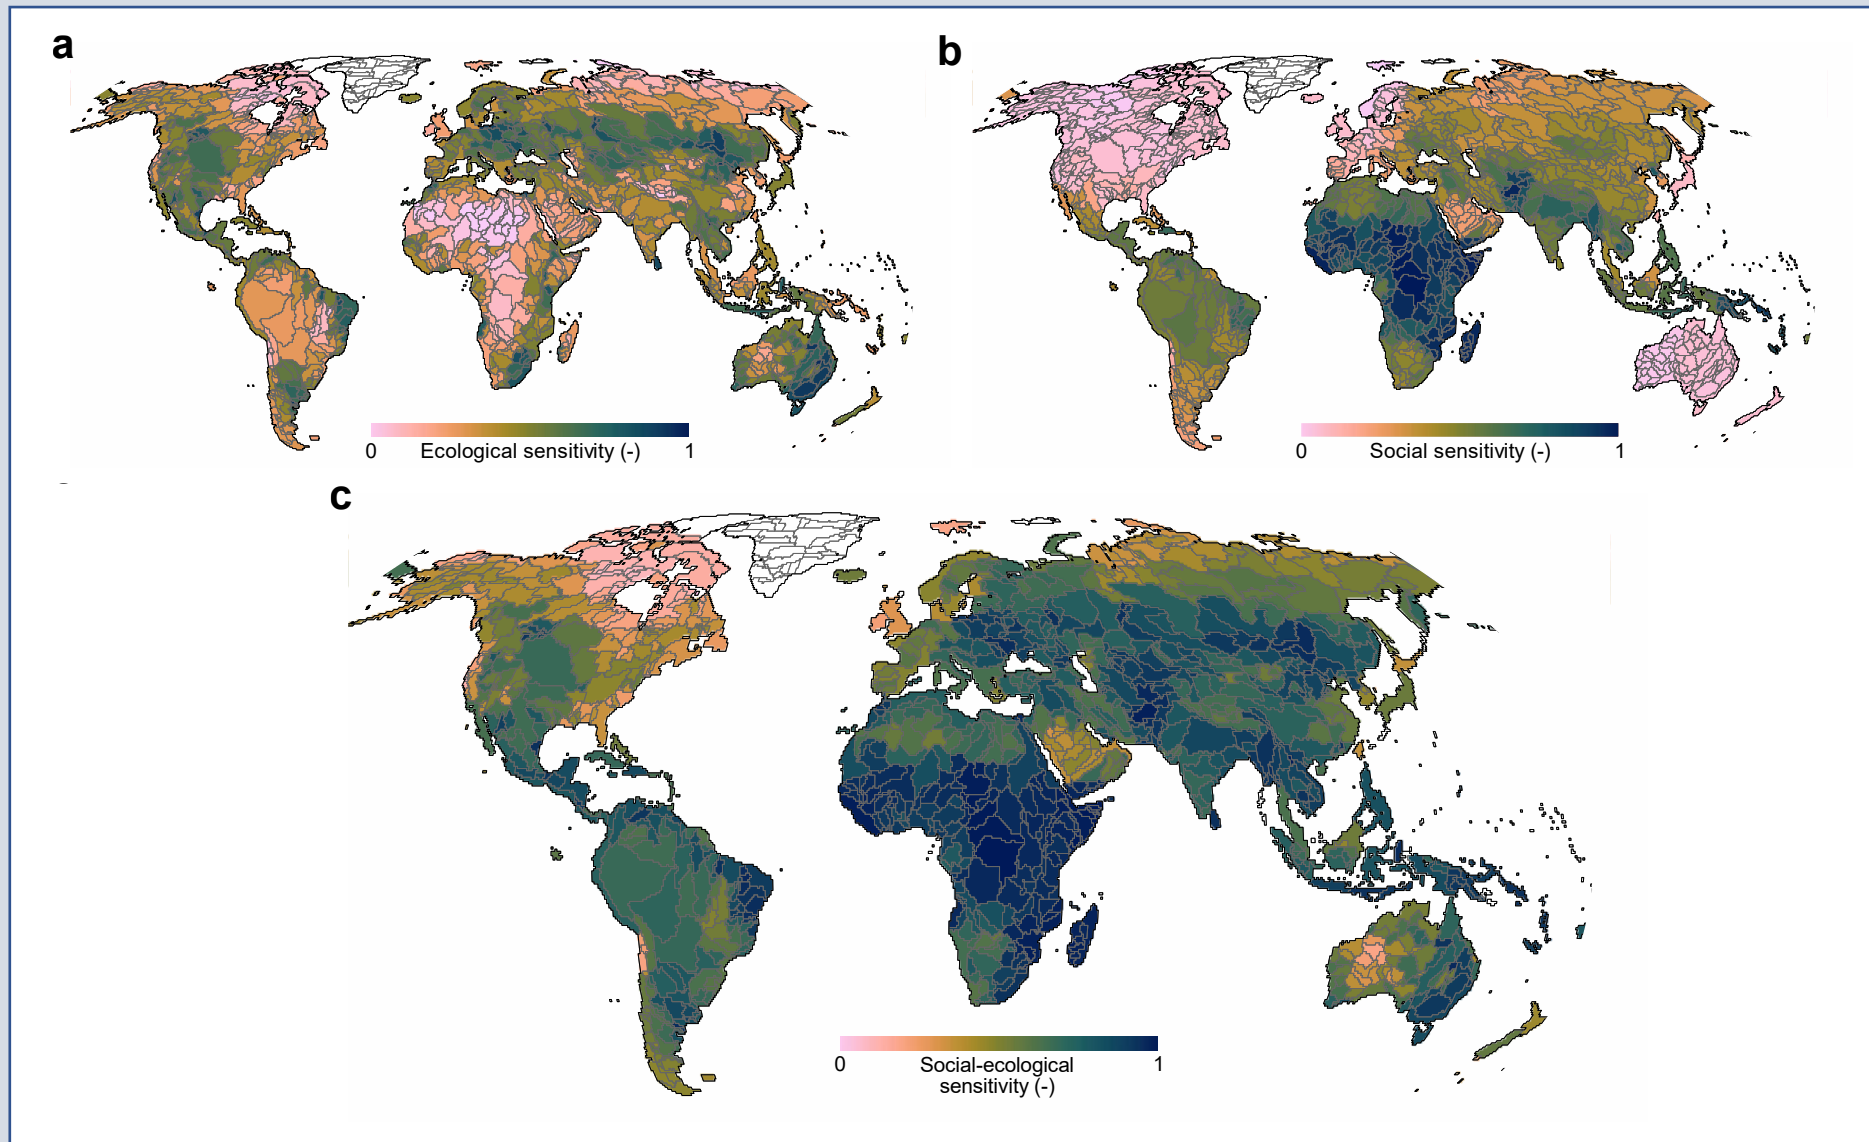 a
b
0 Ecological sensitivity (-) 1
0 Social sensitivity (-) 1
c
0 Social-ecological 1
sensitivity (-)